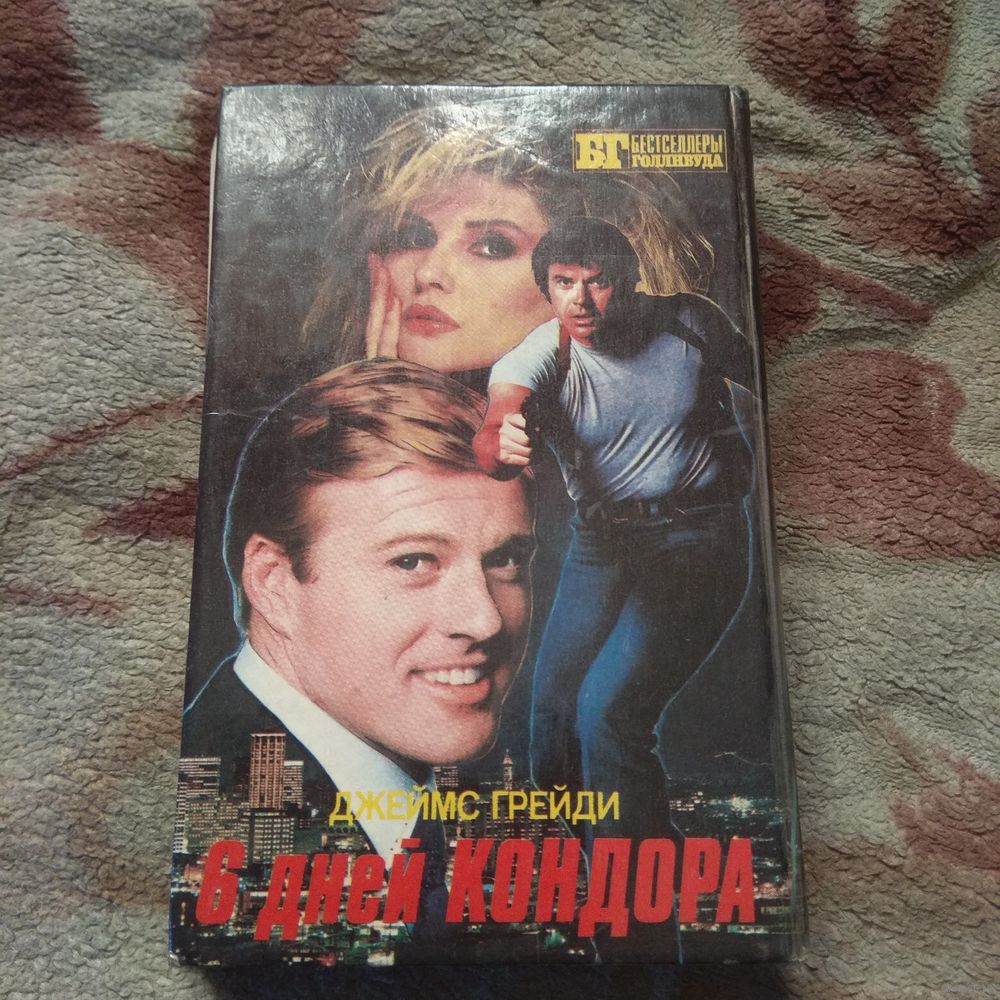 БГ БЕСТСЕЛЛЕРЫ
ГОЛЛИВУДА
ДЖЕЙМС ГРЕЙДИ
6 дней КОНДОРА